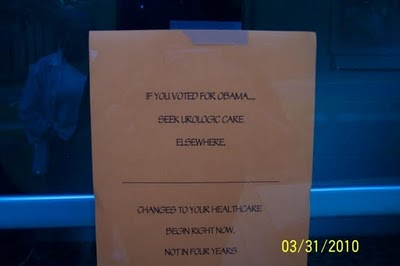 IF YOU VOTED FOR OBAMA....
SEEK UROLOGIC CARE
ELSEWHERE.
CHANGES TO YOUR HEALTHCARE
BEGIN RIGHT NOW,
NOT IN FOUR YEARS
03/31/2010